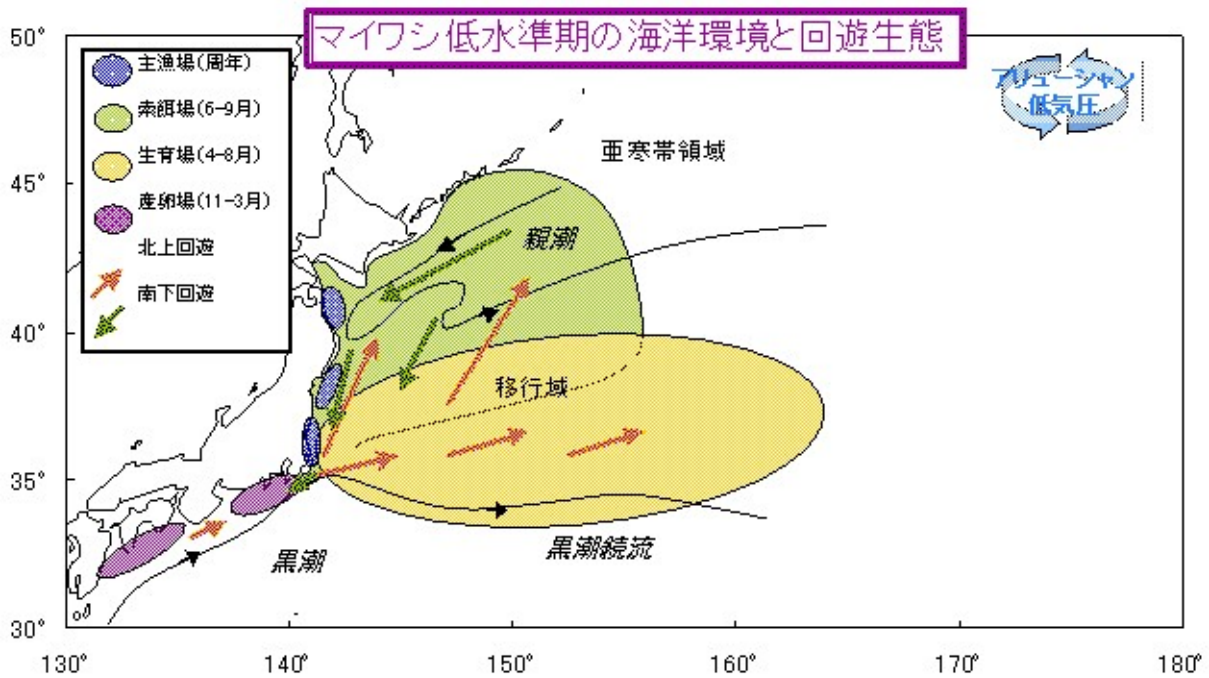 マイワシ低水準期の海洋環境と回遊生態
50°
主漁場(周年)
索餌場(6-9月)
生育場(4-8月)
産卵場(11-3月)
北上回遊
南下回遊
アリューシャン
低気圧
亜寒帯領域
45°
親潮
40°
移行域
35°
黒潮
黒潮続流
30°
130°
140°
150°
160°
170°
180°